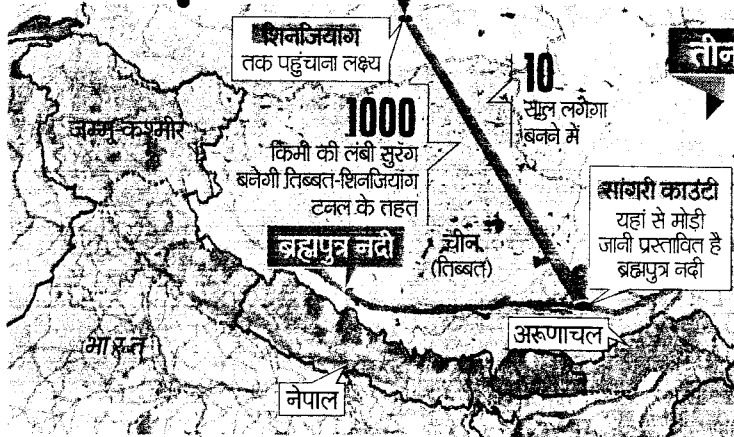 शिनजियांग
तक पहुंचाना लक्ष्य
10
साल लगेगा
बनने में
तीन
जम्मू-कश्मीर
1000
किमी की लंबी सुरंग
बनेगी तिब्बत-शिनजियांग
टनल के तहत
सांगरी काउंटी
यहां से मोड़ी
जानी प्रस्तावित है
ब्रह्मपुत्र नदी
ब्रह्मपुत्र नदी
चीन
(तिब्बत)
अरूणाचल
भारत
नेपाल